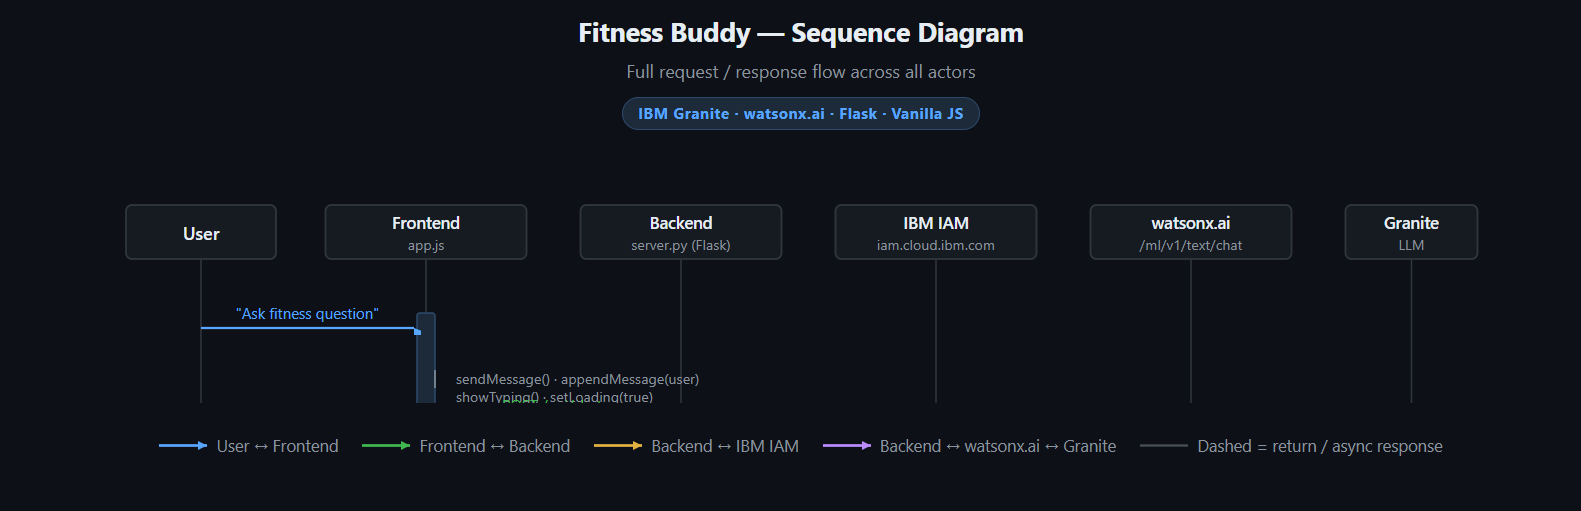 Fitness Buddy — Sequence Diagram
Full request / response flow across all actors
IBM Granite · watsonx.ai · Flask · Vanilla JS
User
Frontend
app.js
Backend
server.py (Flask)
IBM IAM
iam.cloud.ibm.com
watsonx.ai
/ml/v1/text/chat
Granite
LLM
"Ask fitness question"
sendMessage() · appendMessage(user)
showTyping() · setLoading(true)
User ↔ Frontend
Frontend ↔ Backend
Backend ↔ IBM IAM
Backend ↔ watsonx.ai ↔ Granite
Dashed = return / async response